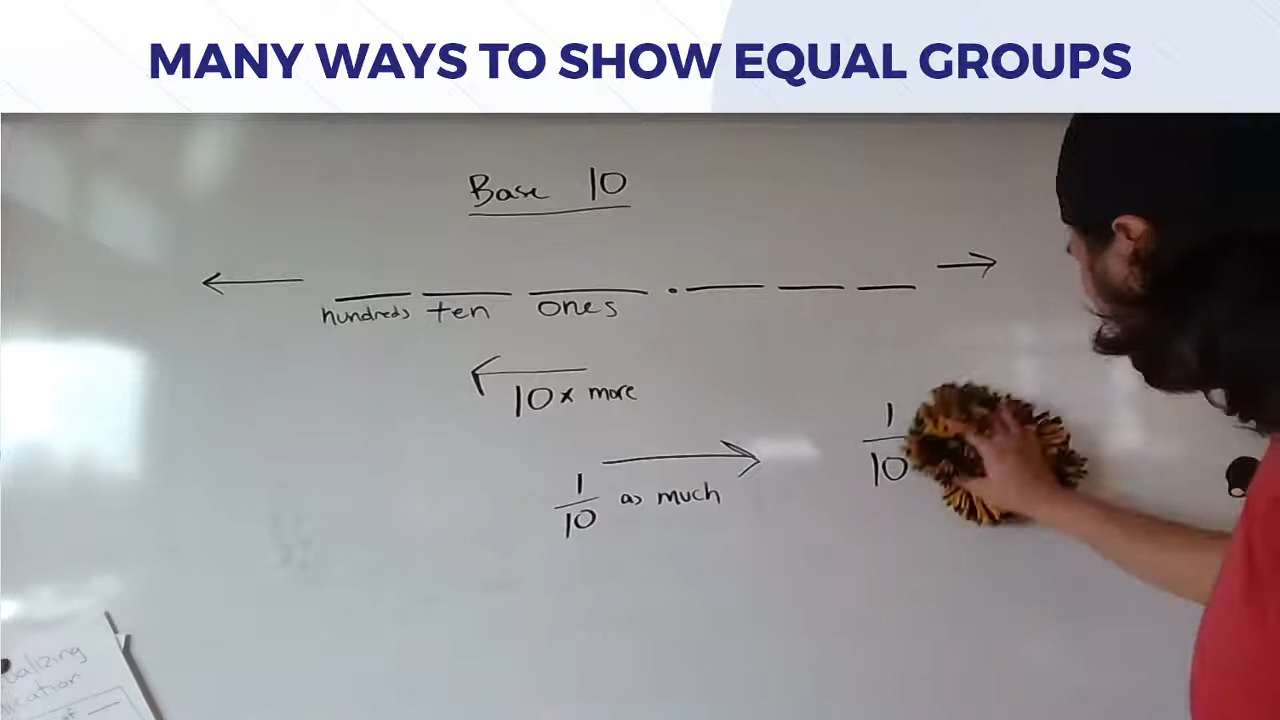 MANY WAYS TO SHOW EQUAL GROUPS
Base 10
hundreds ten ones .
10x more
1/10 as much
1/10